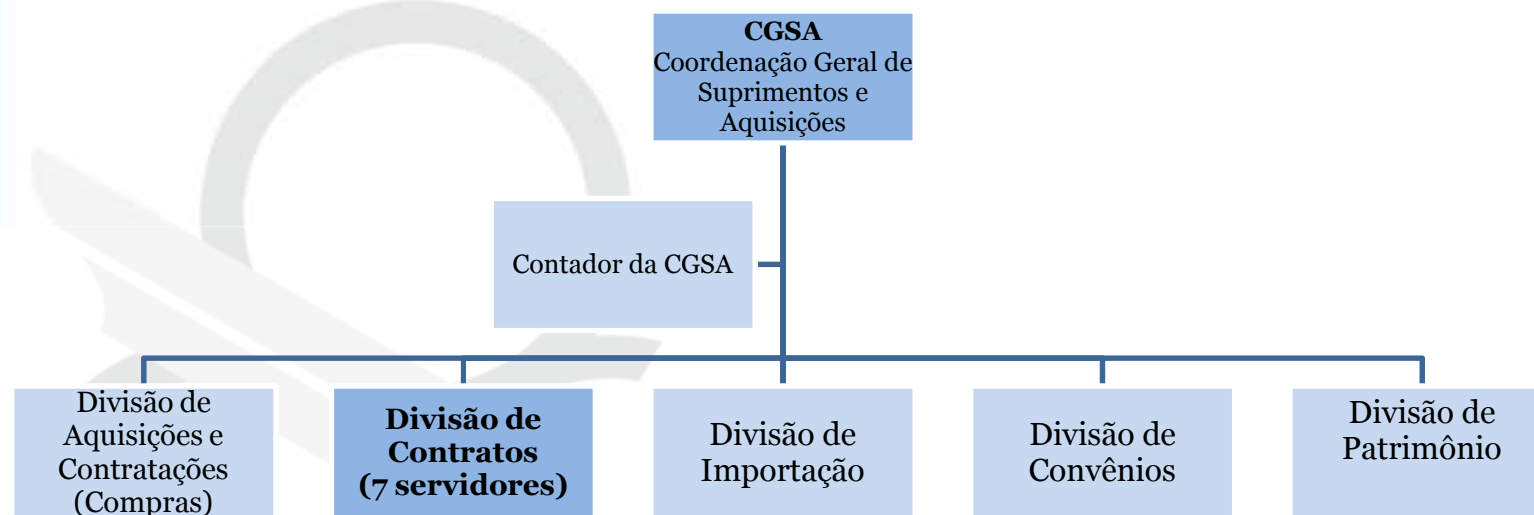 CGSA
Coordenação Geral de
Suprimentos e
Aquisições
Contador da CGSA
Divisão de
Aquisições e
Contratações
(Compras)
Divisão de
Contratos
(7 servidores)
Divisão de
Importação
Divisão de
Convênios
Divisão de
Patrimônio